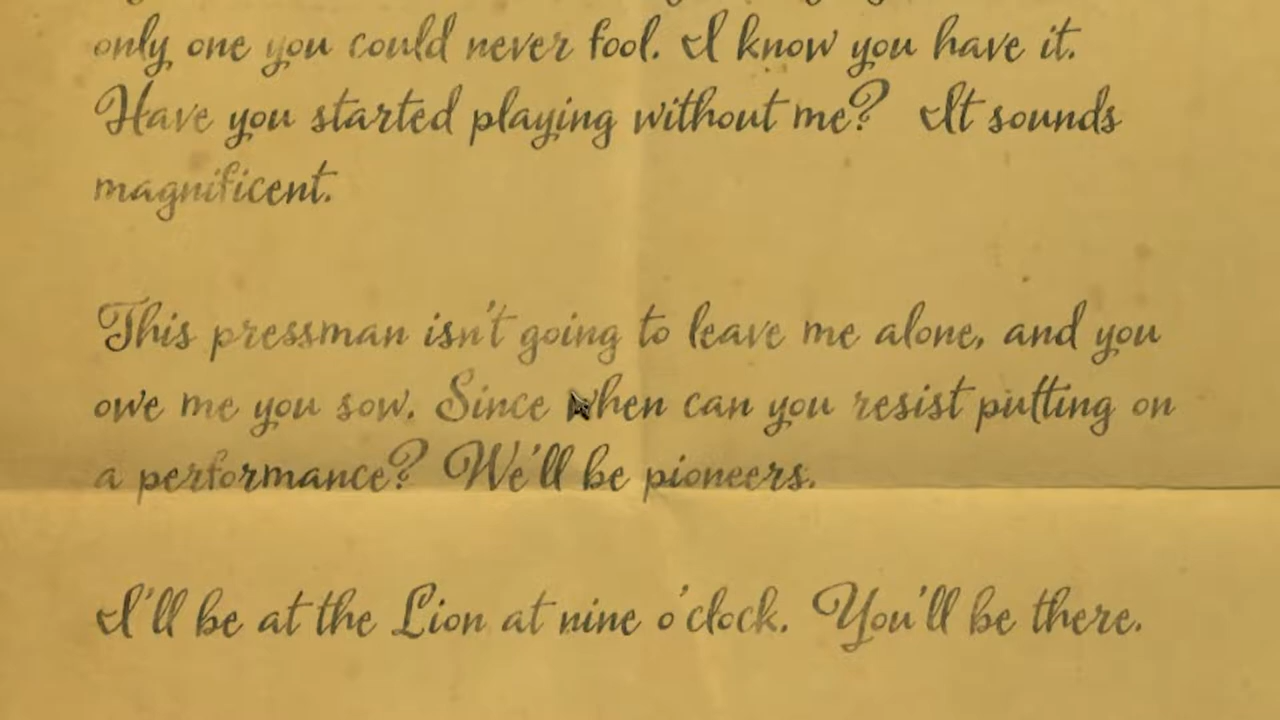 only one you could never fool. I know you have it.
Have you started playing without me? It sounds
magnificent.
This pressman isn't going to leave me alone, and you
owe me you sow. Since when can you resist putting on
a performance? We'll be pioneers.
I'll be at the Lion at nine o'clock. You'll be there.